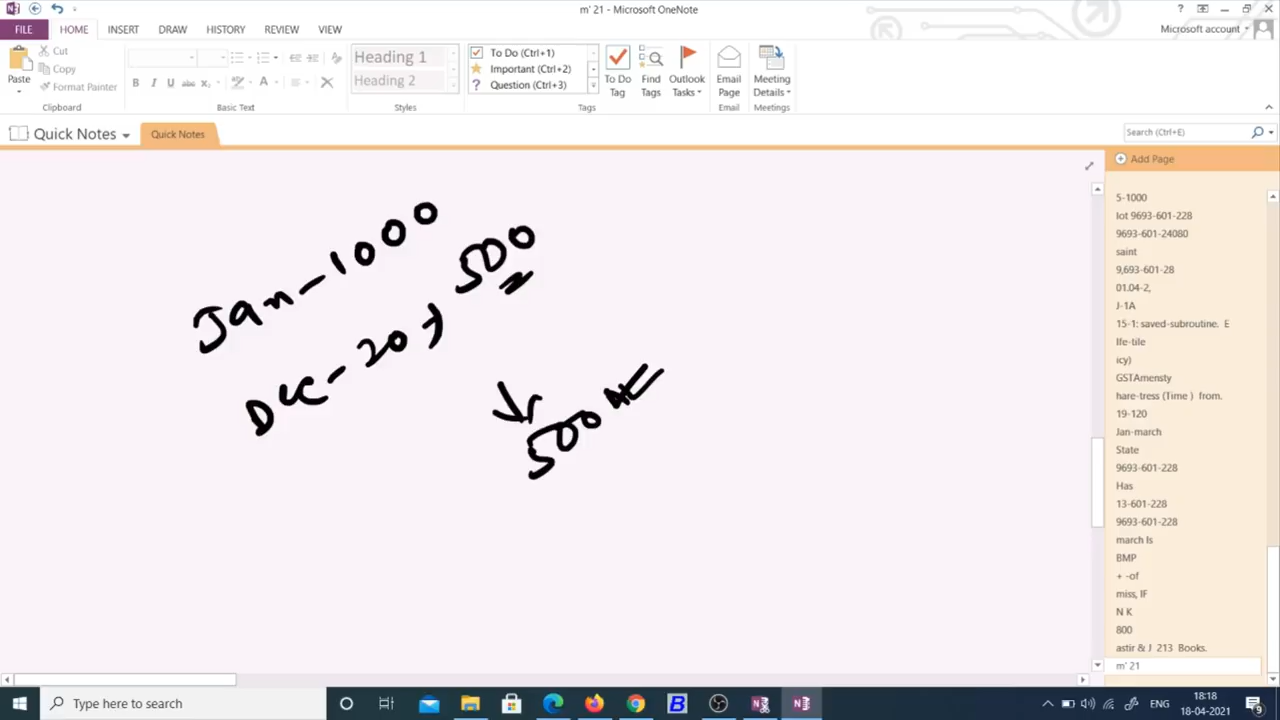 m' 21 - Microsoft OneNote
FILE HOME INSERT DRAW HISTORY REVIEW VIEW
Microsoft account
Paste
Cut
Copy
Format Painter
Clipboard
B I U abc X₂ A
Basic Text
Heading 1
Heading 2
Styles
To Do (Ctrl+1)
Important (Ctrl+2)
Question (Ctrl+3)
To Do Tag
Find Tags
Outlook Tasks
Tags
Email Page
Email
Meeting Details
Meetings
Quick Notes
Quick Notes
Search (Ctrl+E)
Add Page
Jan-1000
500
Dec-20
500
5-1000
lot 9693-601-228
9693-601-24080
saint
9,693-601-28
01.04-2,
J-1A
15-1: saved-subroutine. E
Ife-tile
icy)
GSTAmensty
hare-tress (Time ) from.
19-120
Jan-march
State
9693-601-228
Has
13-601-228
9693-601-228
march Is
BMP
+ -of
miss, IF
N K
800
astir & J 213 Books.
m' 21
Type here to search
ENG
18:18
18-04-2021
9